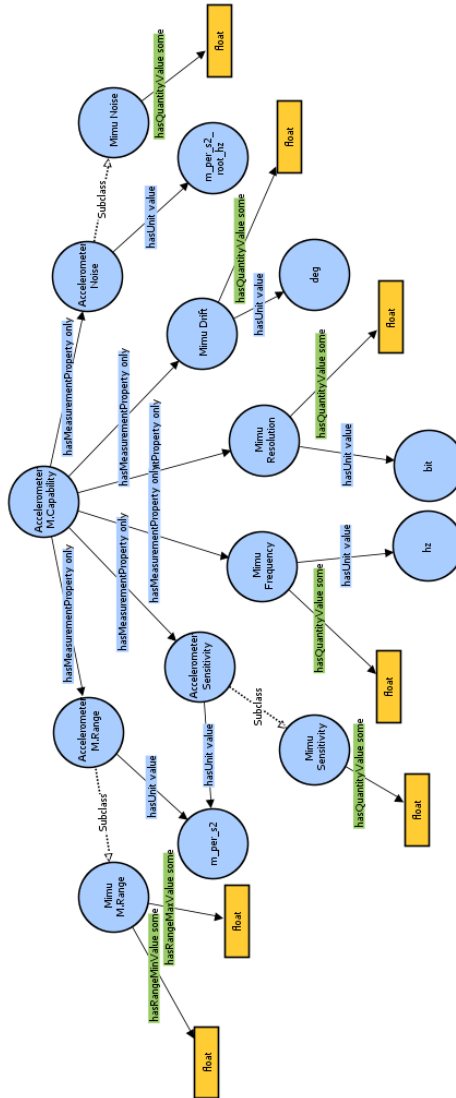 Accelerometer
M.Capability
hasMeasurementProperty only
hasMeasurementProperty only
Accelerometer
M.Range
Accelerometer
Noise
Subclass
Subclass
Mimu
M.Range
Mimu Noise
hasMeasurementProperty only
hasMeasurementProperty only
hasRangeMinValue some
hasUnit value
hasMeasurementProperty only
ntProperty only
hasUnit value
hasQuantityValue some
hasRangeMaxValue some
Accelerometer
Sensitivity
Mimu Drift
float
float
m_per_s2
hasUnit value
m_per_s2_
root_hz
float
Subclass
hasQuantityValue some
hasUnit value
Mimu
Frequency
Mimu
Resolution
float
Mimu
Sensitivity
deg
hasQuantityValue some
hasUnit value
hasUnit value
hasQuantityValue some
hasQuantityValue some
float
float
float
hz
bit